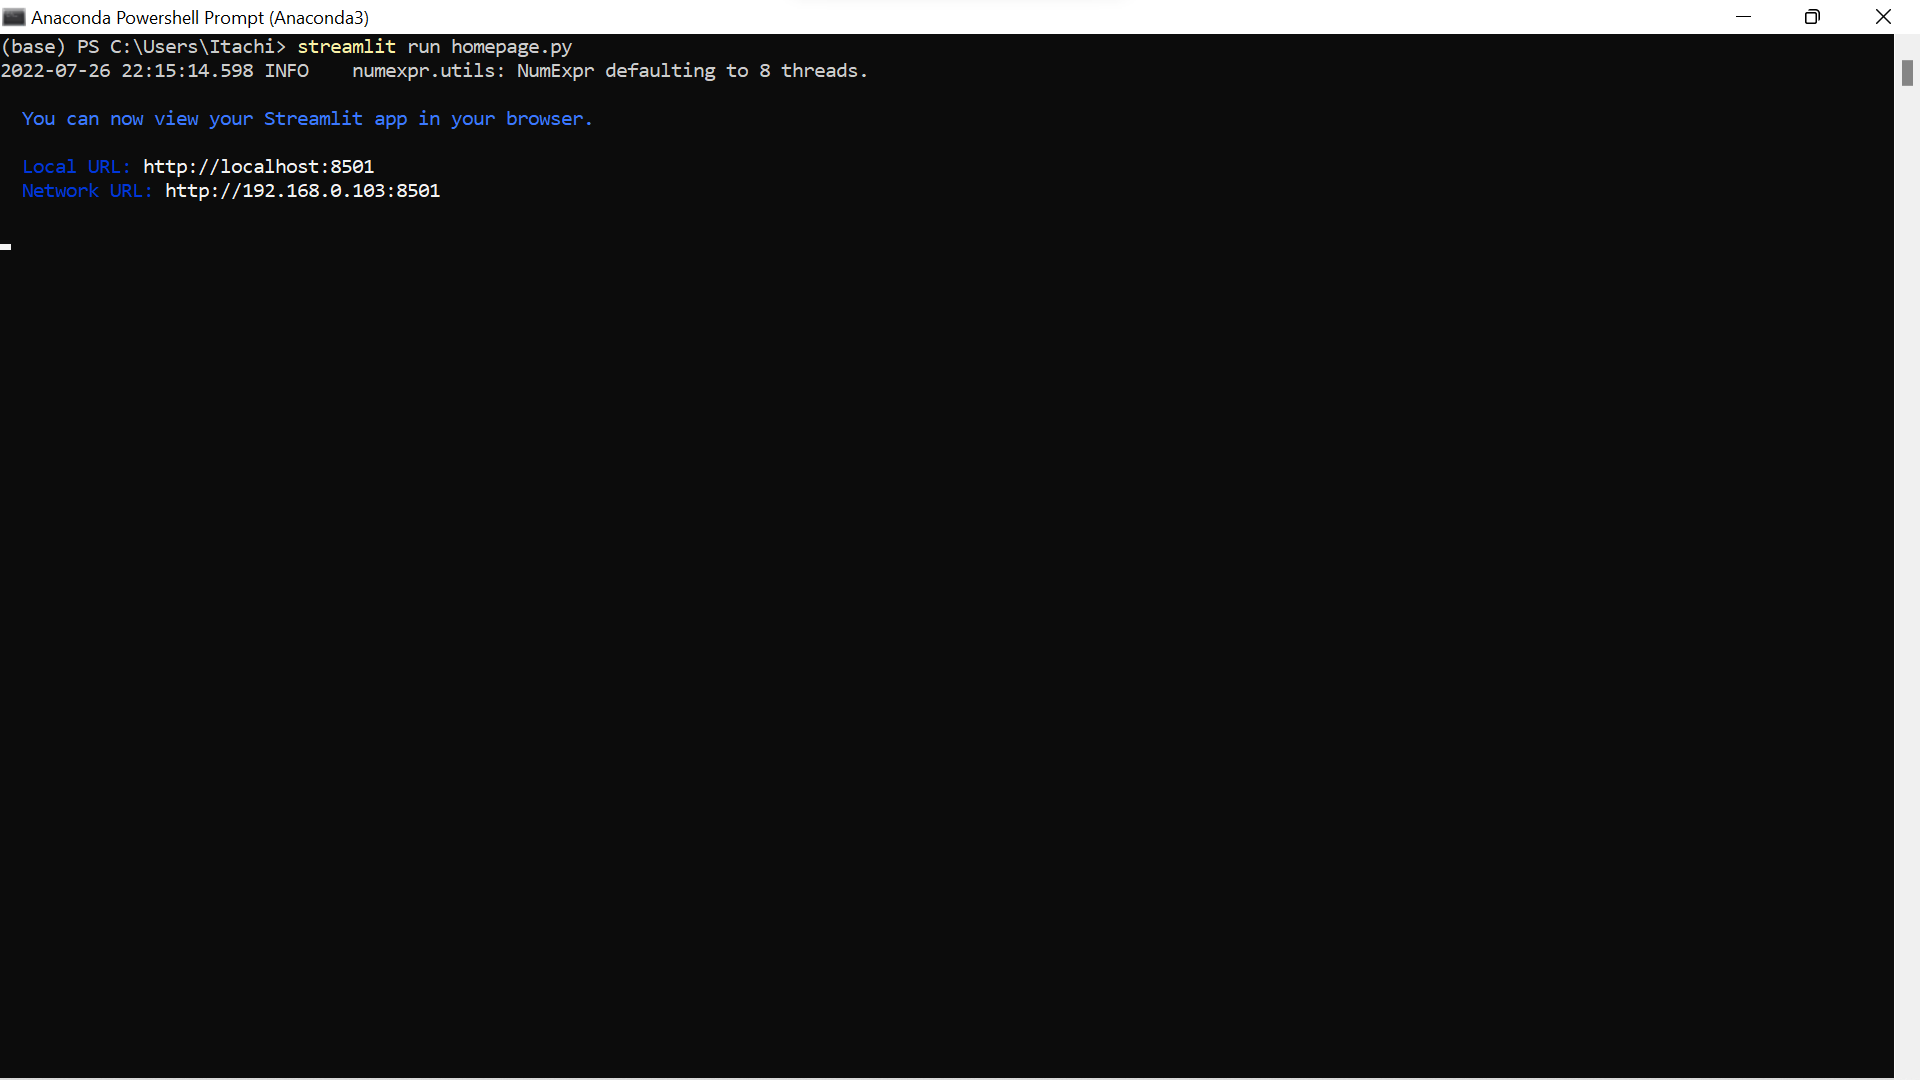 Anaconda Powershell Prompt (Anaconda3)
(base) PS C:\Users\Itachi> streamlit run homepage.py
2022-07-26 22:15:14.598 INFO    numexpr.utils: NumExpr defaulting to 8 threads.
You can now view your Streamlit app in your browser.
Local URL: http://localhost:8501
Network URL: http://192.168.0.103:8501